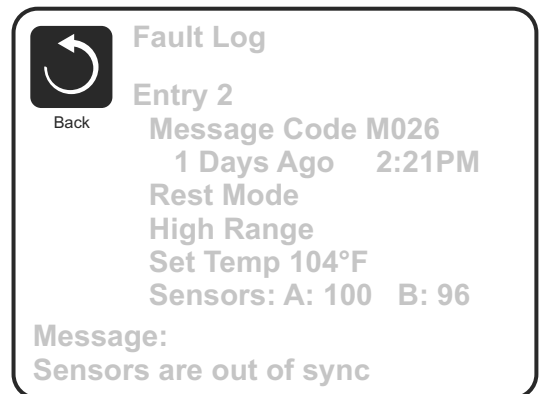 Fault Log
Back
Entry 2
Message Code M026
1 Days Ago 2:21PM
Rest Mode
High Range
Set Temp 104°F
Sensors: A: 100 B: 96
Message:
Sensors are out of sync